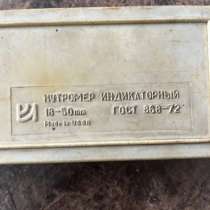 НУТРОМЕР ИНДИКАТОРНЫЙ
18-50mm ГОСТ 868-72
Made in USSR